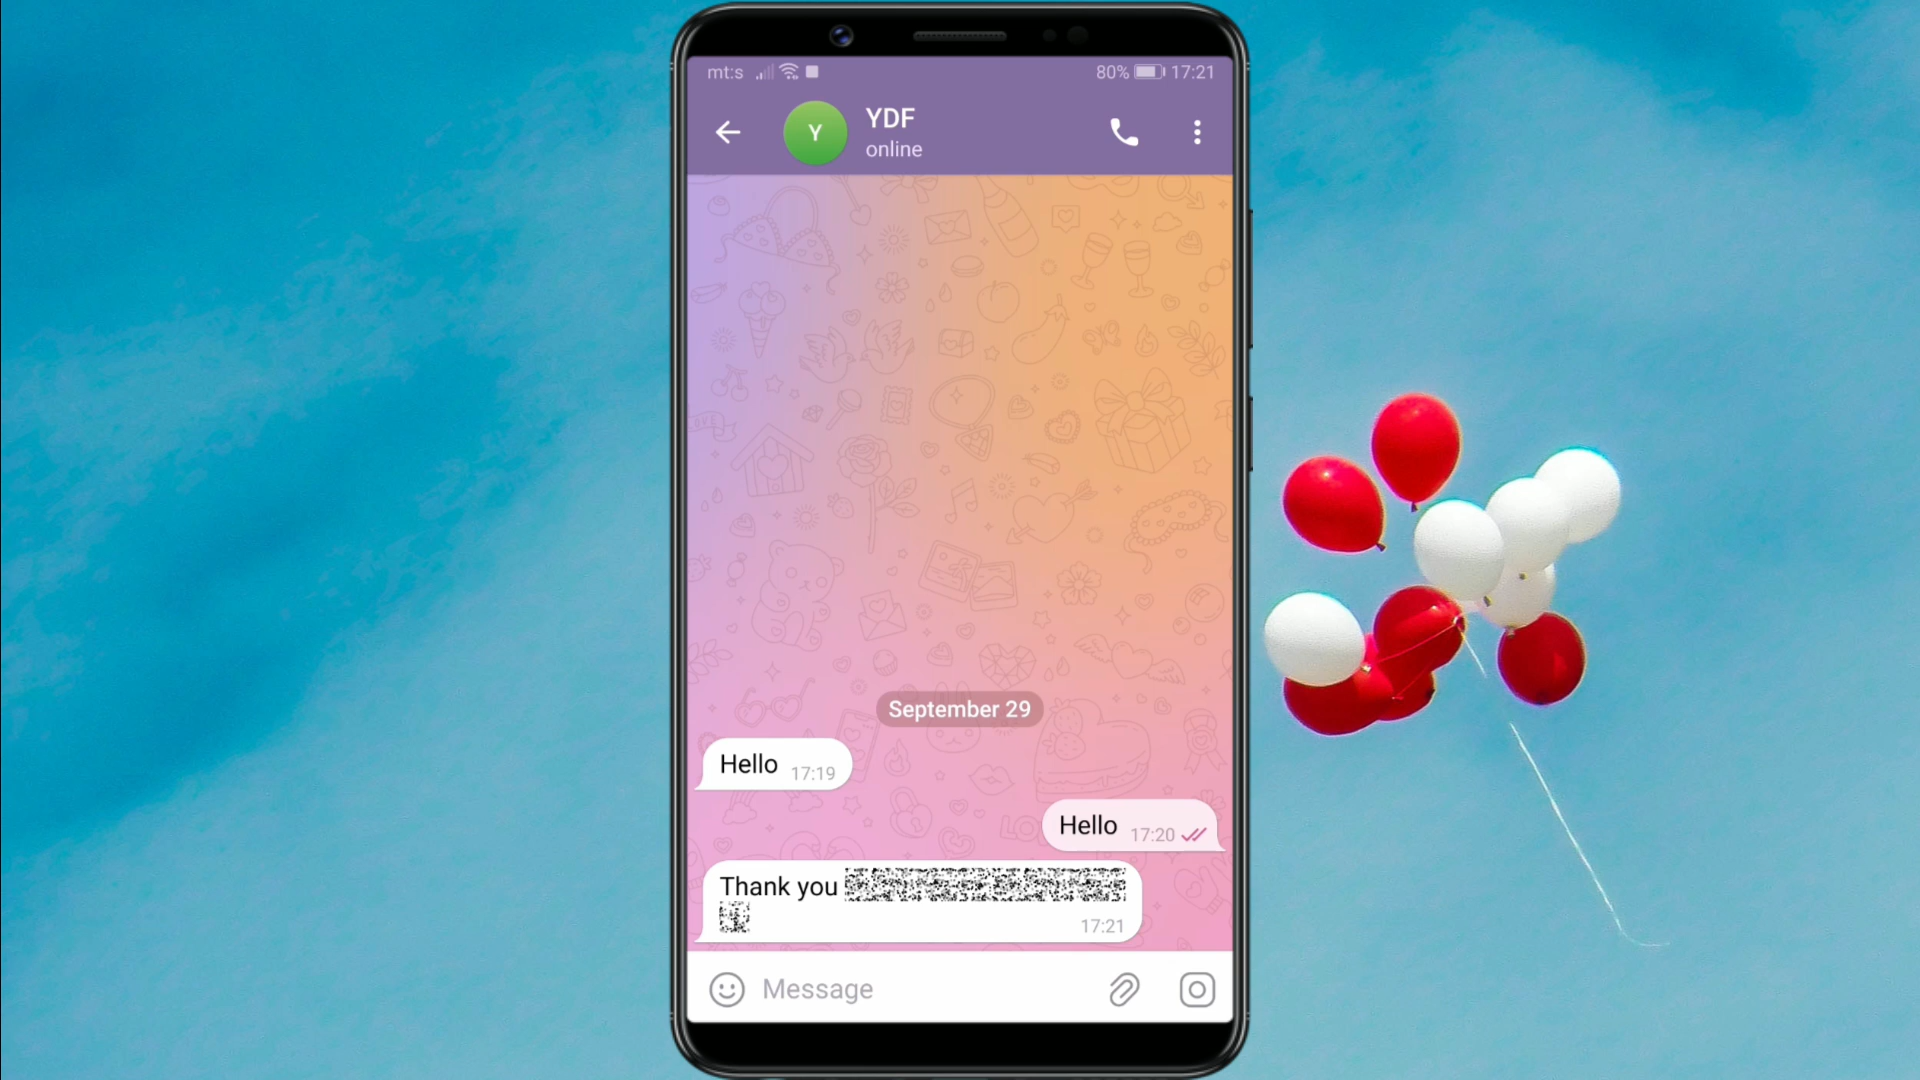 mt:s 80% 17:21
Y
YDF
online
September 29
Hello 17:19
Hello 17:20
Thank you
17:21
Message